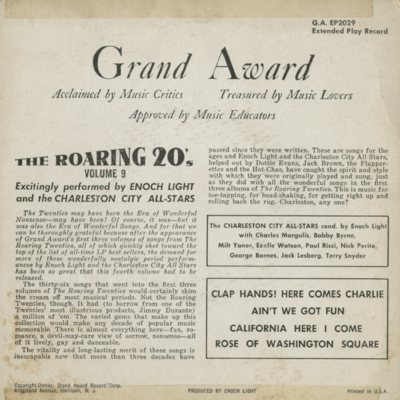 G.A. EP2029
Extended Play Record
Grand Award
Acclaimed by Music Critics Treasured by Music Lovers
Approved by Music Educators
THE ROARING 20's
VOLUME 9
Excitingly performed by ENOCH LIGHT
and the CHARLESTON CITY ALL-STARS
The Twenties may have been the Era of Wonderful
Nonsense—may have been? Of course, it was—but it
was also the Era of Wonderful Songs. And for that we
can be thoroughly grateful because after the appearance
of Grand Award's first three volumes of songs from The
Roaring Twenties, all of which quickly shot toward the
top of the list of all-time LP best sellers, the demand for
more of these wonderfully nostalgic period perform-
ances by Enoch Light and the Charleston City All Stars
has been so great that this fourth volume had to be
released.
The thirty-six songs that went into the first three
volumes of The Roaring Twenties would certainly skim
the cream off most musical periods. Not the Roaring
Twenties, though. It had (to borrow from one of the
Twenties' most illustrious products, Jimmy Durante)
a million of 'em. The varied gems that make up this
collection would make any decade of popular music
memorable. There is almost everything here—fun, ro-
mance, a devil-may-care view of sorrow, nonsense—all
of it lively, gay and danceable.
The vitality and long-lasting merit of these songs is
inescapable now that more than three decades have
passed since they were written. These are songs for the
ages and Enoch Light and the Charleston City All Stars,
helped out by Dottie Evans, Jack Brown, the Flapper-
ettes and the Hot-Chas, have caught the spirit and style
with which they were originally played and sung, just
as they did with all the wonderful songs in the first
three albums of The Roaring Twenties. This is music for
toe-tapping, for head-shaking, for getting right up and
rolling back the rug. Charleston, any one?
The CHARLESTON CITY ALL-STARS cond. by Enoch Light
with Charles Margulis, Bobby Byrne,
Milt Yaner, Ezelle Watson, Paul Ricci, Nick Perito,
George Barnes, Jack Lesberg, Terry Snyder
CLAP HANDS! HERE COMES CHARLIE
AIN'T WE GOT FUN
CALIFORNIA HERE I COME
ROSE OF WASHINGTON SQUARE
Copyright-Owner: Grand Award Record Corp.
Kingsland Avenue, Harrison, N. J.
PRODUCED BY ENOCH LIGHT
Printed in U.S.A.